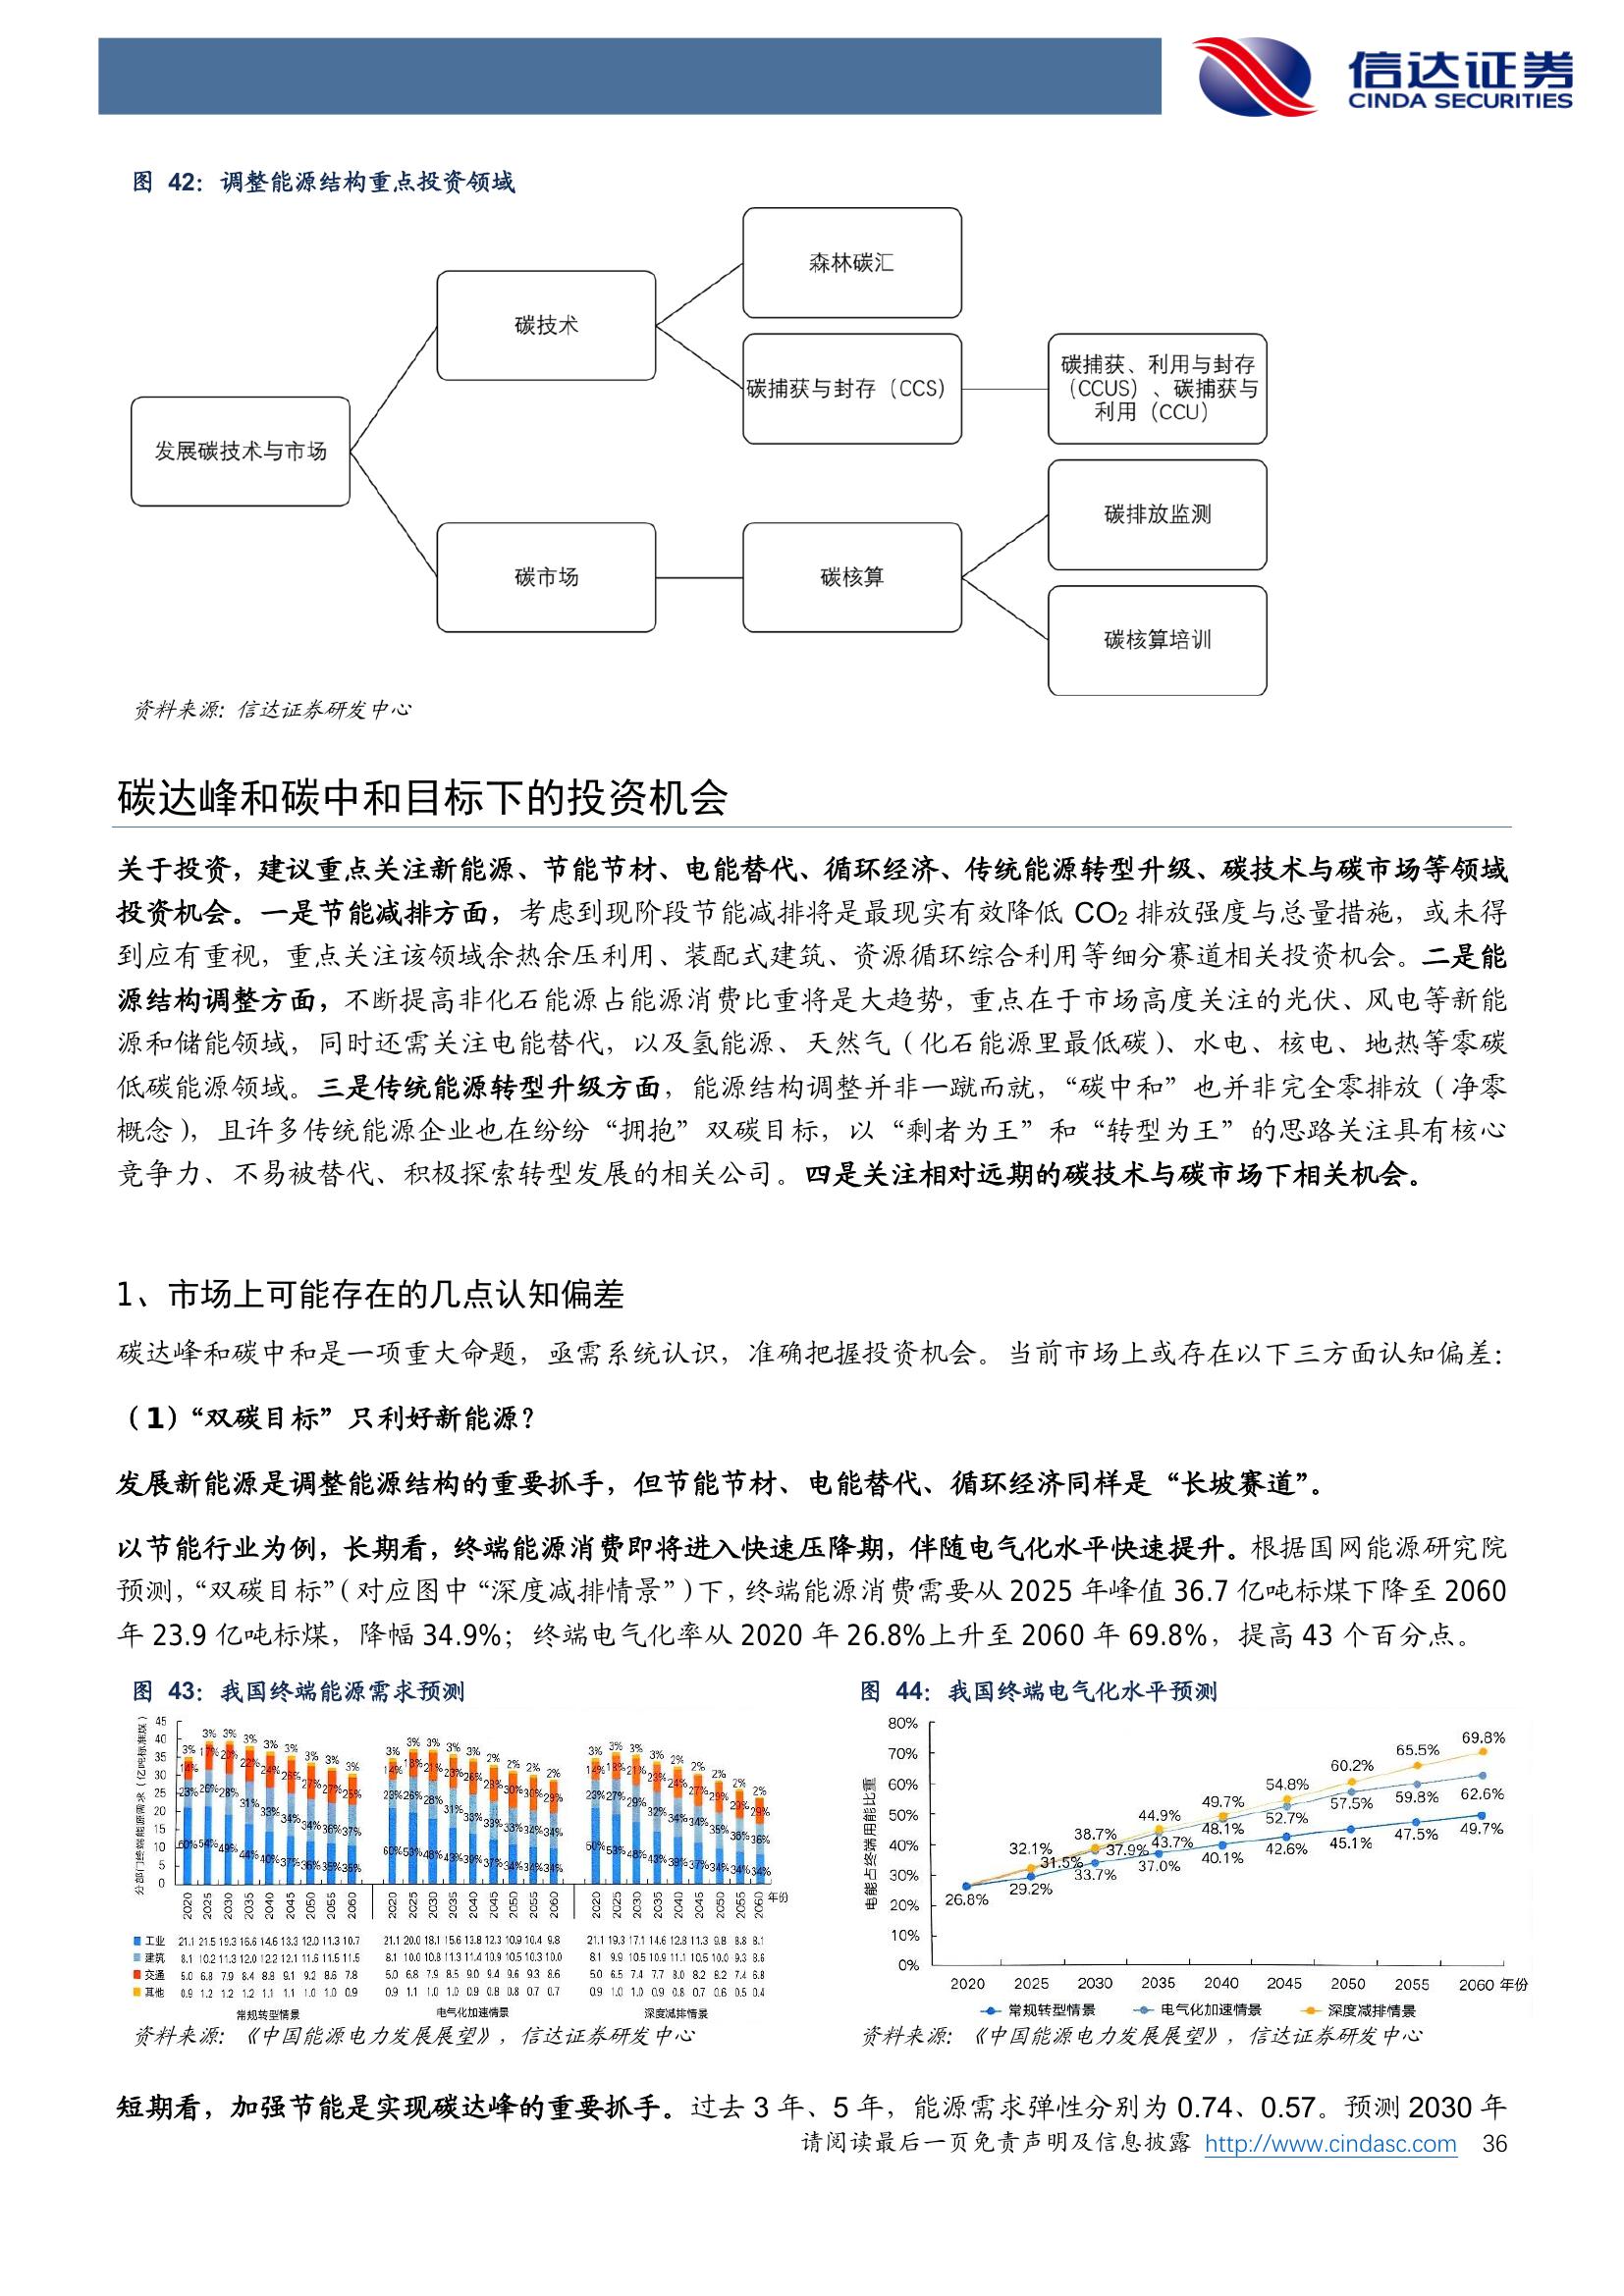 信达证券
CINDA SECURITIES
图 42：调整能源结构重点投资领域
森林碳汇
碳技术
碳捕获与封存（CCS）
碳捕获、利用与封存
（CCUS）、碳捕获与
利用（CCU）
发展碳技术与市场
碳排放监测
碳市场
碳核算
碳核算培训
资料来源：信达证券研发中心
碳达峰和碳中和目标下的投资机会
关于投资，建议重点关注新能源、节能节材、电能替代、循环经济、传统能源转型升级、碳技术与碳市场等领域
投资机会。一是节能减排方面，考虑到现阶段节能减排将是最现实有效降低 CO₂ 排放强度与总量措施，或未得
到应有重视，重点关注该领域余热余压利用、装配式建筑、资源循环综合利用等细分赛道相关投资机会。二是能
源结构调整方面，不断提高非化石能源占能源消费比重将是大趋势，重点在于市场高度关注的光伏、风电等新能
源和储能领域，同时还需关注电能替代，以及氢能源、天然气（化石能源里最低碳）、水电、核电、地热等零碳
低碳能源领域。三是传统能源转型升级方面，能源结构调整并非一蹴而就，“碳中和”也并非完全零排放（净零
概念），且许多传统能源企业也在纷纷“拥抱”双碳目标，以“剩者为王”和“转型为王”的思路关注具有核心
竞争力、不易被替代、积极探索转型发展的相关公司。四是关注相对远期的碳技术与碳市场下相关机会。
1、市场上可能存在的几点认知偏差
碳达峰和碳中和是一项重大命题，亟需系统认识，准确把握投资机会。当前市场上或存在以下三方面认知偏差：
（1）“双碳目标”只利好新能源？
发展新能源是调整能源结构的重要抓手，但节能节材、电能替代、循环经济同样是“长坡赛道”。
以节能行业为例，长期看，终端能源消费即将进入快速压降期，伴随电气化水平快速提升。根据国网能源研究院
预测，“双碳目标”（对应图中“深度减排情景”）下，终端能源消费需要从 2025 年峰值 36.7 亿吨标煤下降至 2060
年 23.9 亿吨标煤，降幅 34.9%；终端电气化率从 2020 年 26.8%上升至 2060 年 69.8%，提高 43 个百分点。
图 43：我国终端能源需求预测
分部门终端能源需求（亿吨标准煤）
45
40
35
30
25
20
15
10
5
0
2020 2025 2030 2035 2040 2045 2050 2055 2060
2020 2025 2030 2035 2040 2045 2050 2055 2060
2020 2025 2030 2035 2040 2045 2050 2055 2060 年份
工业 21.1 21.5 19.3 16.6 14.6 13.3 12.0 11.3 10.7 21.1 20.0 18.1 15.6 13.8 12.3 10.9 10.4 9.8 21.1 19.3 17.1 14.6 12.8 11.3 9.8 8.8 8.1
建筑 8.1 10.2 11.3 12.0 12.2 12.1 11.6 11.5 11.5 8.1 10.0 10.8 11.3 11.4 10.9 10.5 10.3 10.0 8.1 9.9 10.5 10.9 11.1 10.5 10.0 9.3 8.6
交通 5.0 6.8 7.9 8.4 8.8 9.1 9.2 8.6 7.8 5.0 6.8 7.9 8.5 9.0 9.4 9.6 9.3 8.6 5.0 6.5 7.4 7.7 8.0 8.2 8.2 7.4 6.8
其他 0.9 1.2 1.2 1.2 1.1 1.1 1.0 1.0 0.9 0.9 1.1 1.0 1.0 0.9 0.8 0.8 0.7 0.7 0.9 1.0 1.0 0.9 0.8 0.7 0.6 0.5 0.4
常规转型情景 电气化加速情景 深度减排情景
资料来源：《中国能源电力发展展望》，信达证券研发中心
图 44：我国终端电气化水平预测
电能占终端用能比重
80%
70%
60%
50%
40%
30%
20%
10%
0%
32.1% 38.7% 44.9% 49.7% 54.8% 60.2% 65.5% 69.8%
31.5% 37.9% 43.7% 48.1% 52.7% 57.5% 59.8% 62.6%
26.8% 29.2% 33.7% 37.0% 40.1% 42.6% 45.1% 47.5% 49.7%
2020 2025 2030 2035 2040 2045 2050 2055 2060 年份
常规转型情景 电气化加速情景 深度减排情景
资料来源：《中国能源电力发展展望》，信达证券研发中心
短期看，加强节能是实现碳达峰的重要抓手。过去 3 年、5 年，能源需求弹性分别为 0.74、0.57。预测 2030 年
请阅读最后一页免责声明及信息披露 http://www.cindasc.com 36